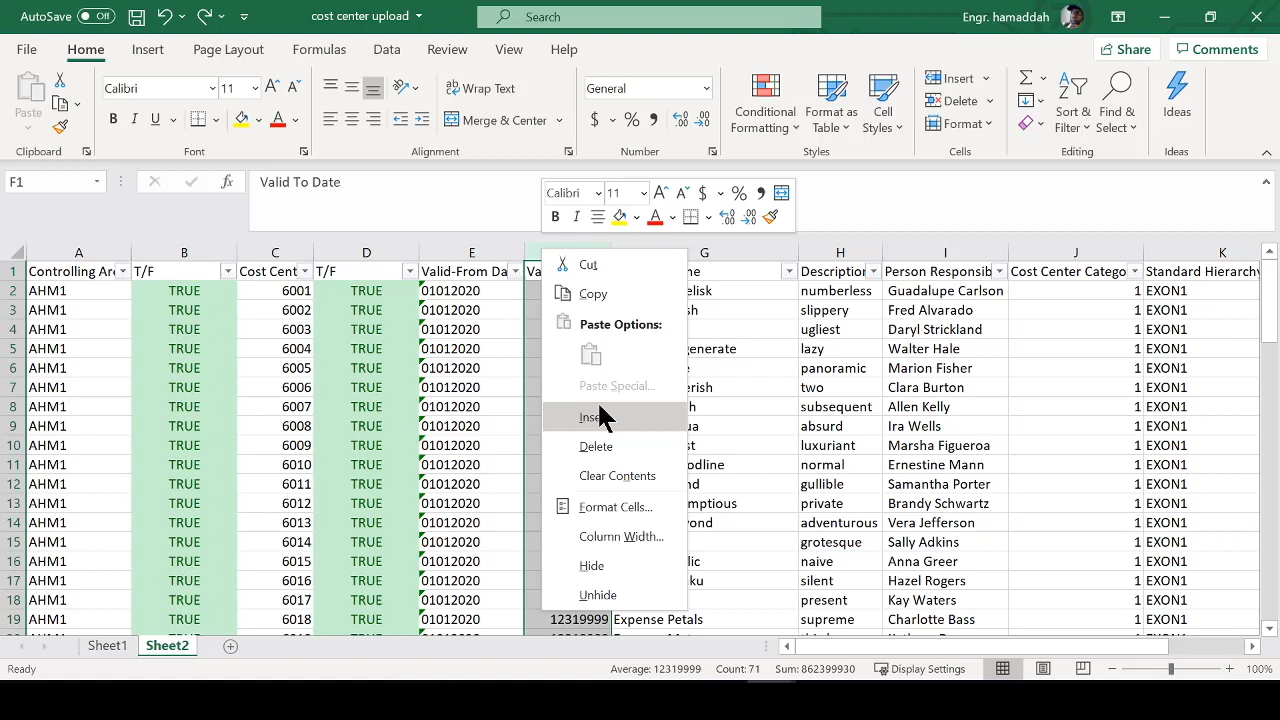 AutoSave Off cost center upload Search Engr. hamaddah
File Home Insert Page Layout Formulas Data Review View Help Share Comments
Paste Calibri 11 Wrap Text General Conditional Format as Cell Insert Sort & Find & Ideas
Merge & Center Formatting Table Styles Delete Filter Select
Format
Clipboard Font Alignment Number Styles Cells Editing Ideas
F1 fx Valid To Date
Calibri 11
A B C D E G H I J K
1 Controlling Are T/F Cost Cent T/F Valid-From Da Va me Description Person Responsib Cost Center Catego Standard Hierarchy
2 AHM1 TRUE 6001 TRUE 01012020 elisk numberless Guadalupe Carlson 1 EXON1
3 AHM1 TRUE 6002 TRUE 01012020 sh slippery Fred Alvarado 1 EXON1
4 AHM1 TRUE 6003 TRUE 01012020 ugliest Daryl Strickland 1 EXON1
5 AHM1 TRUE 6004 TRUE 01012020 generate lazy Walter Hale 1 EXON1
6 AHM1 TRUE 6005 TRUE 01012020 panoramic Marion Fisher 1 EXON1
7 AHM1 TRUE 6006 TRUE 01012020 erish two Clara Burton 1 EXON1
8 AHM1 TRUE 6007 TRUE 01012020 h subsequent Allen Kelly 1 EXON1
9 AHM1 TRUE 6008 TRUE 01012020 ua absurd Ira Wells 1 EXON1
10 AHM1 TRUE 6009 TRUE 01012020 st luxuriant Marsha Figueroa 1 EXON1
11 AHM1 TRUE 6010 TRUE 01012020 odline normal Ernestine Mann 1 EXON1
12 AHM1 TRUE 6011 TRUE 01012020 nd gullible Samantha Porter 1 EXON1
13 AHM1 TRUE 6012 TRUE 01012020 mptious private Brandy Schwartz 1 EXON1
14 AHM1 TRUE 6013 TRUE 01012020 yond adventurous Vera Jefferson 1 EXON1
15 AHM1 TRUE 6014 TRUE 01012020 grotesque Sally Adkins 1 EXON1
16 AHM1 TRUE 6015 TRUE 01012020 lic naive Anna Greer 1 EXON1
17 AHM1 TRUE 6016 TRUE 01012020 ku silent Hazel Rogers 1 EXON1
18 AHM1 TRUE 6017 TRUE 01012020 present Kay Waters 1 EXON1
19 AHM1 TRUE 6018 TRUE 01012020 12319999 Expense Petals supreme Charlotte Bass 1 EXON1
Cut
Copy
Paste Options:
Paste Special...
Inse
Delete
Clear Contents
Format Cells...
Column Width...
Hide
Unhide
Sheet1 Sheet2
Ready Average: 12319999 Count: 71 Sum: 862399930 Display Settings 100%